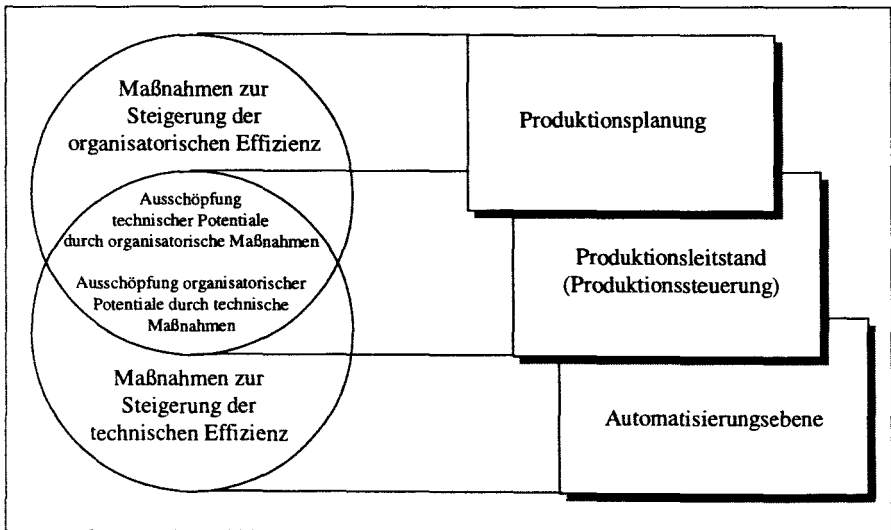 Maßnahmen zur
Steigerung der
organisatorischen Effizienz
Ausschöpfung
technischer Potentiale
durch organisatorische Maßnahmen
Ausschöpfung organisatorischer
Potentiale durch technische
Maßnahmen
Maßnahmen zur
Steigerung der
technischen Effizienz
Produktionsplanung
Produktionsleitstand
(Produktionssteuerung)
Automatisierungsebene